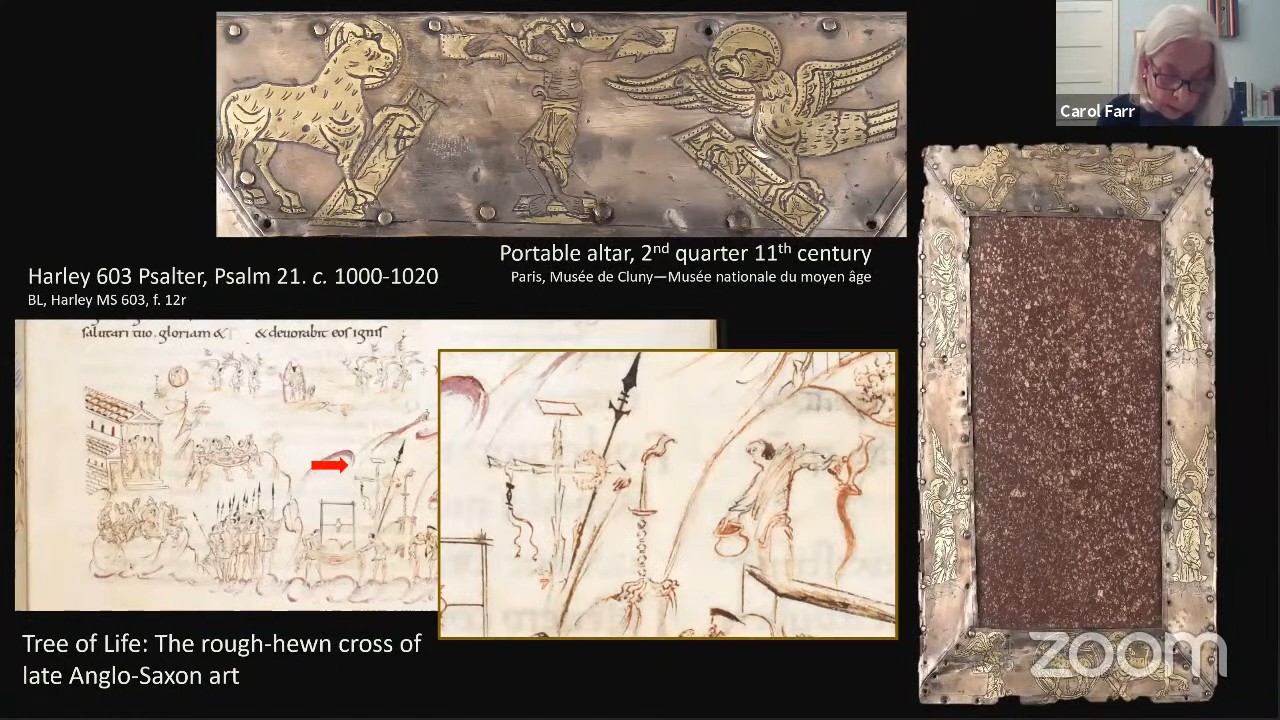 Carol Farr
Portable altar, 2nd quarter 11th century
Paris, Musée de Cluny—Musée nationale du moyen âge
Harley 603 Psalter, Psalm 21. c. 1000-1020
BL, Harley MS 603, f. 12r
salutari tuo. gloriam & & devorabit eos ignis
Tree of Life: The rough-hewn cross of
late Anglo-Saxon art
zoom